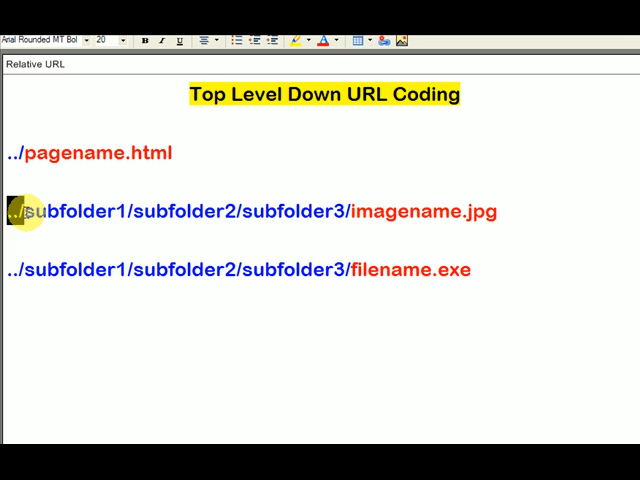 Arial Rounded MT Bol 20 B I U A
Relative URL
Top Level Down URL Coding
../pagename.html
../subfolder1/subfolder2/subfolder3/imagename.jpg
../subfolder1/subfolder2/subfolder3/filename.exe